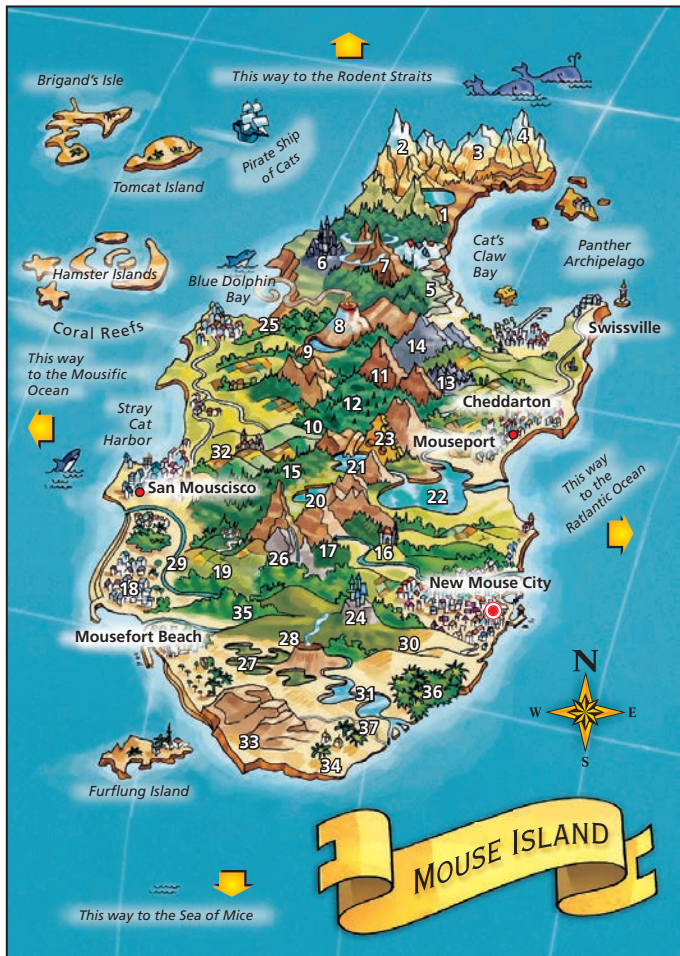 This way to the Rodent Straits
Brigand's Isle
Pirate Ship
of Cats
Tomcat Island
2
3
4
1
Cat's
Claw
Bay
Panther
Archipelago
6
7
5
Hamster Islands
Blue Dolphin
Bay
Coral Reefs
25
8
Swissville
This way
to the Mousific
Ocean
9
14
11
13
Stray
Cat
Harbor
12
Cheddarton
10
23
Mouseport
32
15
21
San Mouscisco
20
22
This way
to the
Ratlantic Ocean
29
19
26
17
16
18
New Mouse City
35
24
Mousefort Beach
28
30
27
31
36
N
W
E
S
33
37
34
Furflung Island
MOUSE ISLAND
This way to the Sea of Mice